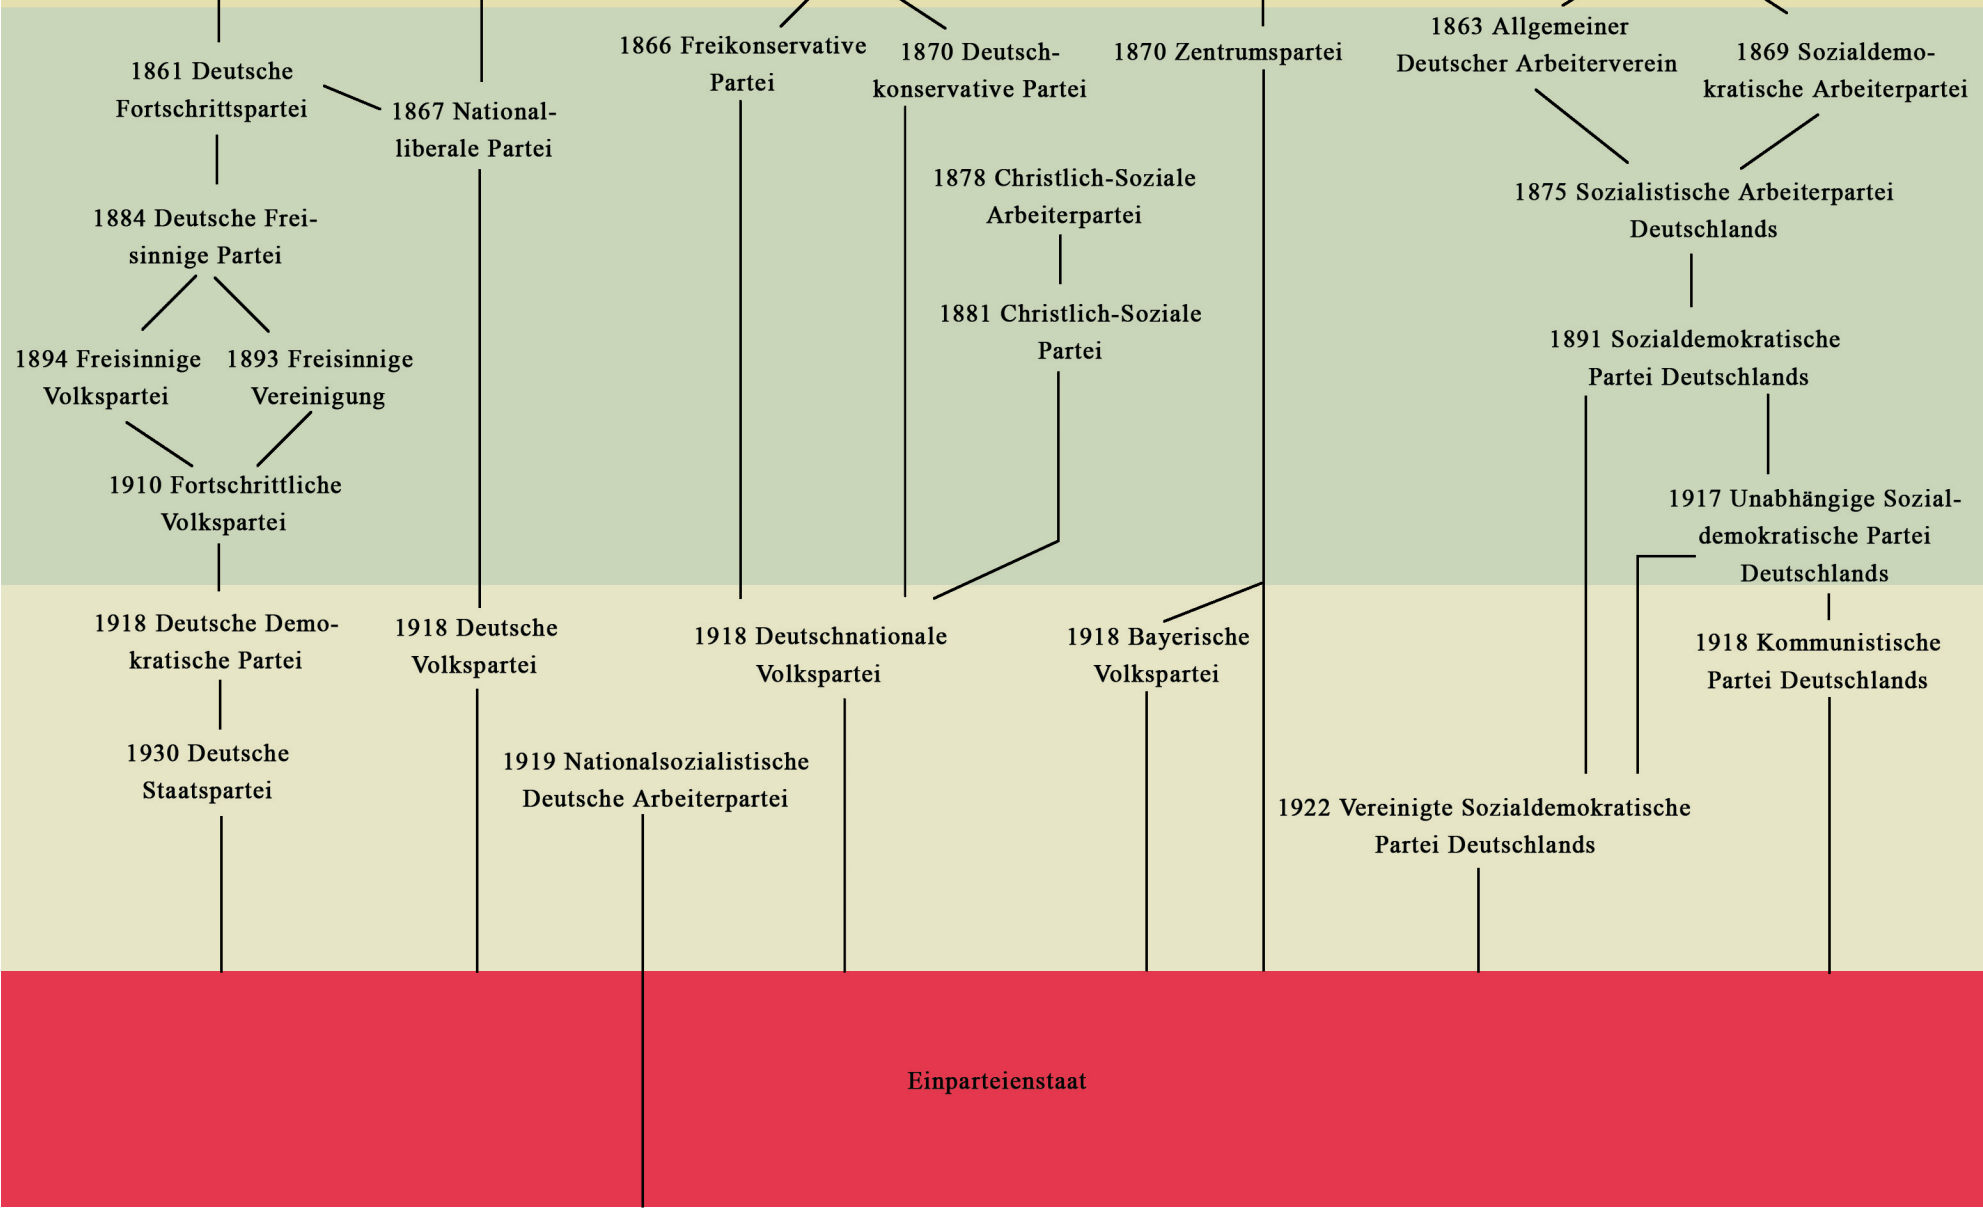 1861 Deutsche
Fortschrittspartei
1867 National-
liberale Partei
1866 Freikonservative
Partei
1870 Deutsch-
konservative Partei
1870 Zentrumspartei
1863 Allgemeiner
Deutscher Arbeiterverein
1869 Sozialdemo-
kratische Arbeiterpartei
1878 Christlich-Soziale
Arbeiterpartei
1875 Sozialistische Arbeiterpartei
Deutschlands
1884 Deutsche Frei-
sinnige Partei
1881 Christlich-Soziale
Partei
1891 Sozialdemokratische
Partei Deutschlands
1894 Freisinnige
Volkspartei
1893 Freisinnige
Vereinigung
1910 Fortschrittliche
Volkspartei
1917 Unabhängige Sozial-
demokratische Partei
Deutschlands
1918 Deutsche Demo-
kratische Partei
1918 Deutsche
Volkspartei
1918 Deutschnationale
Volkspartei
1918 Bayerische
Volkspartei
1918 Kommunistische
Partei Deutschlands
1930 Deutsche
Staatspartei
1919 Nationalsozialistische
Deutsche Arbeiterpartei
1922 Vereinigte Sozialdemokratische
Partei Deutschlands
Einparteienstaat